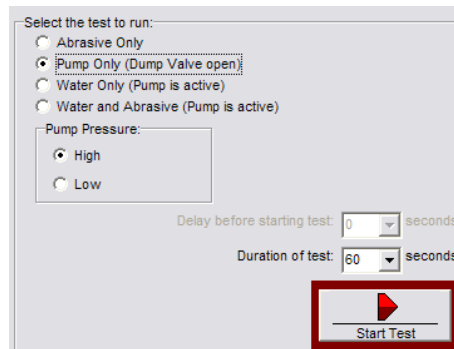 Select the test to run:
Abrasive Only
Pump Only (Dump Valve open)
Water Only (Pump is active)
Water and Abrasive (Pump is active)
Pump Pressure:
High
Low
Delay before starting test: 0 seconds
Duration of test: 60 seconds
Start Test